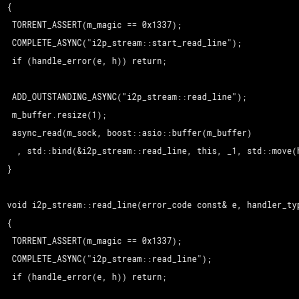 {
TORRENT_ASSERT(m_magic == 0x1337);
COMPLETE_ASYNC("i2p_stream::start_read_line");
if (handle_error(e, h)) return;
ADD_OUTSTANDING_ASYNC("i2p_stream::read_line");
m_buffer.resize(1);
async_read(m_sock, boost::asio::buffer(m_buffer)
, std::bind(&i2p_stream::read_line, this, _1, std::move(h
}
void i2p_stream::read_line(error_code const& e, handler_typ
{
TORRENT_ASSERT(m_magic == 0x1337);
COMPLETE_ASYNC("i2p_stream::read_line");
if (handle_error(e, h)) return;